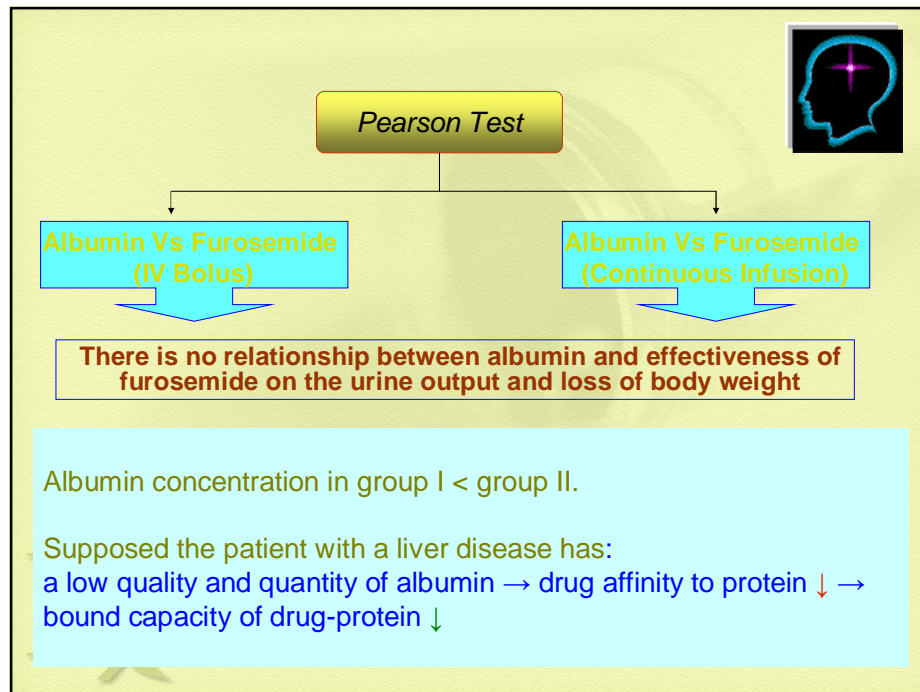 Pearson Test
Albumin Vs Furosemide
(IV Bolus)
Albumin Vs Furosemide
(Continuous Infusion)
There is no relationship between albumin and effectiveness of
furosemide on the urine output and loss of body weight
Albumin concentration in group I < group II.
Supposed the patient with a liver disease has:
a low quality and quantity of albumin → drug affinity to protein ↓ →
bound capacity of drug-protein ↓